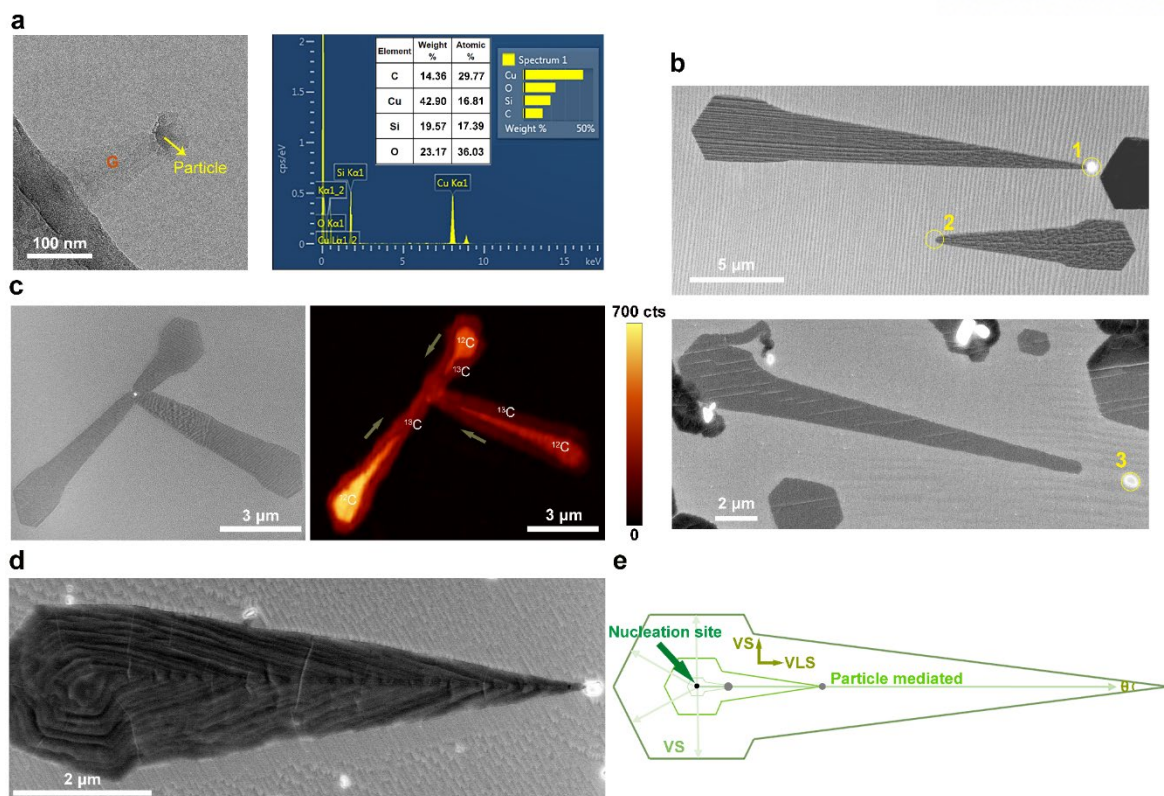 a
G
Particle
100 nm
cps/eV
2
1.5
1
0.5
0
Element Weight % Atomic %
C 14.36 29.77
Cu 42.90 16.81
Si 19.57 17.39
O 23.17 36.03
Spectrum 1
Cu
O
Si
C
Weight % 50%
Si Kα1
Cu Kα1
Kα1_2
O Kα1
Cu Lα1_2
0 5 10 15 keV
b
1
2
5 µm
3
2 µm
c
3 µm
700 cts
0
¹²C
¹³C
¹³C
¹³C
¹²C
3 µm
d
2 µm
e
Nucleation site
VS
VLS
Particle mediated
θ
VS